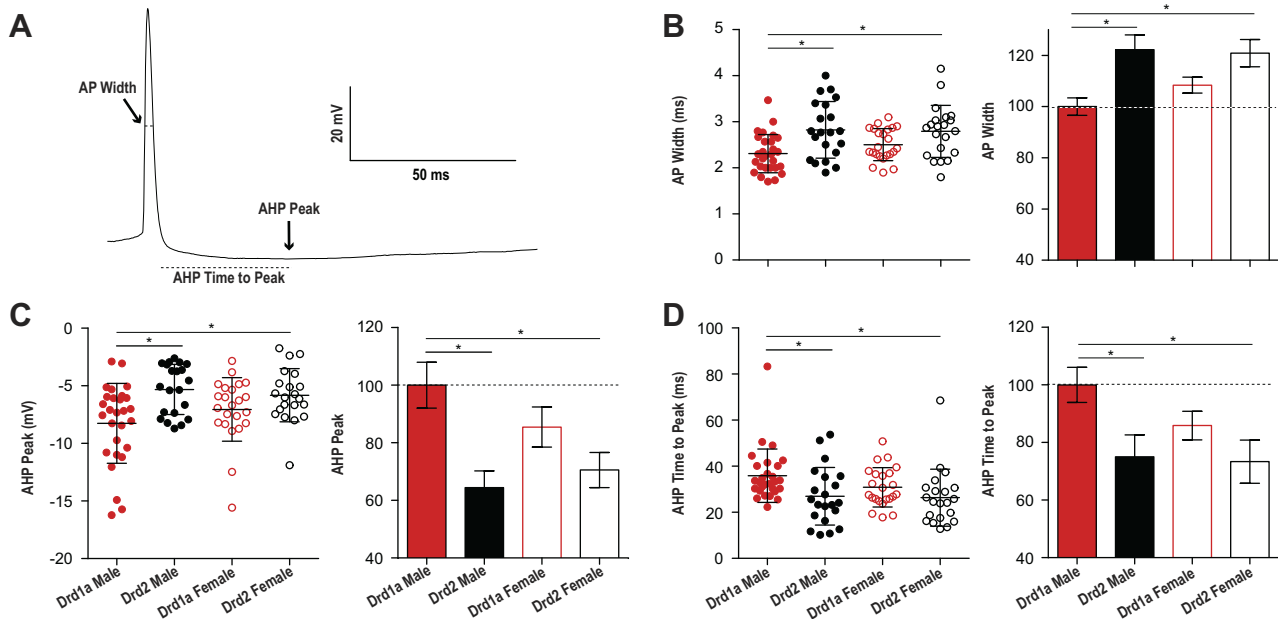 A
AP Width
20 mV
50 ms
AHP Peak
AHP Time to Peak
B
AP Width (ms)
5
4
3
2
1
0
*
*
AP Width
120
100
80
60
40
*
*
C
AHP Peak (mV)
-0
-5
-10
-15
-20
*
*
Drd1a Male
Drd2 Male
Drd1a Female
Drd2 Female
AHP Peak
120
100
80
60
40
*
*
Drd1a Male
Drd2 Male
Drd1a Female
Drd2 Female
D
AHP Time to Peak (ms)
100
80
60
40
20
0
*
*
Drd1a Male
Drd2 Male
Drd1a Female
Drd2 Female
AHP Time to Peak
120
100
80
60
40
*
*
Drd1a Male
Drd2 Male
Drd1a Female
Drd2 Female